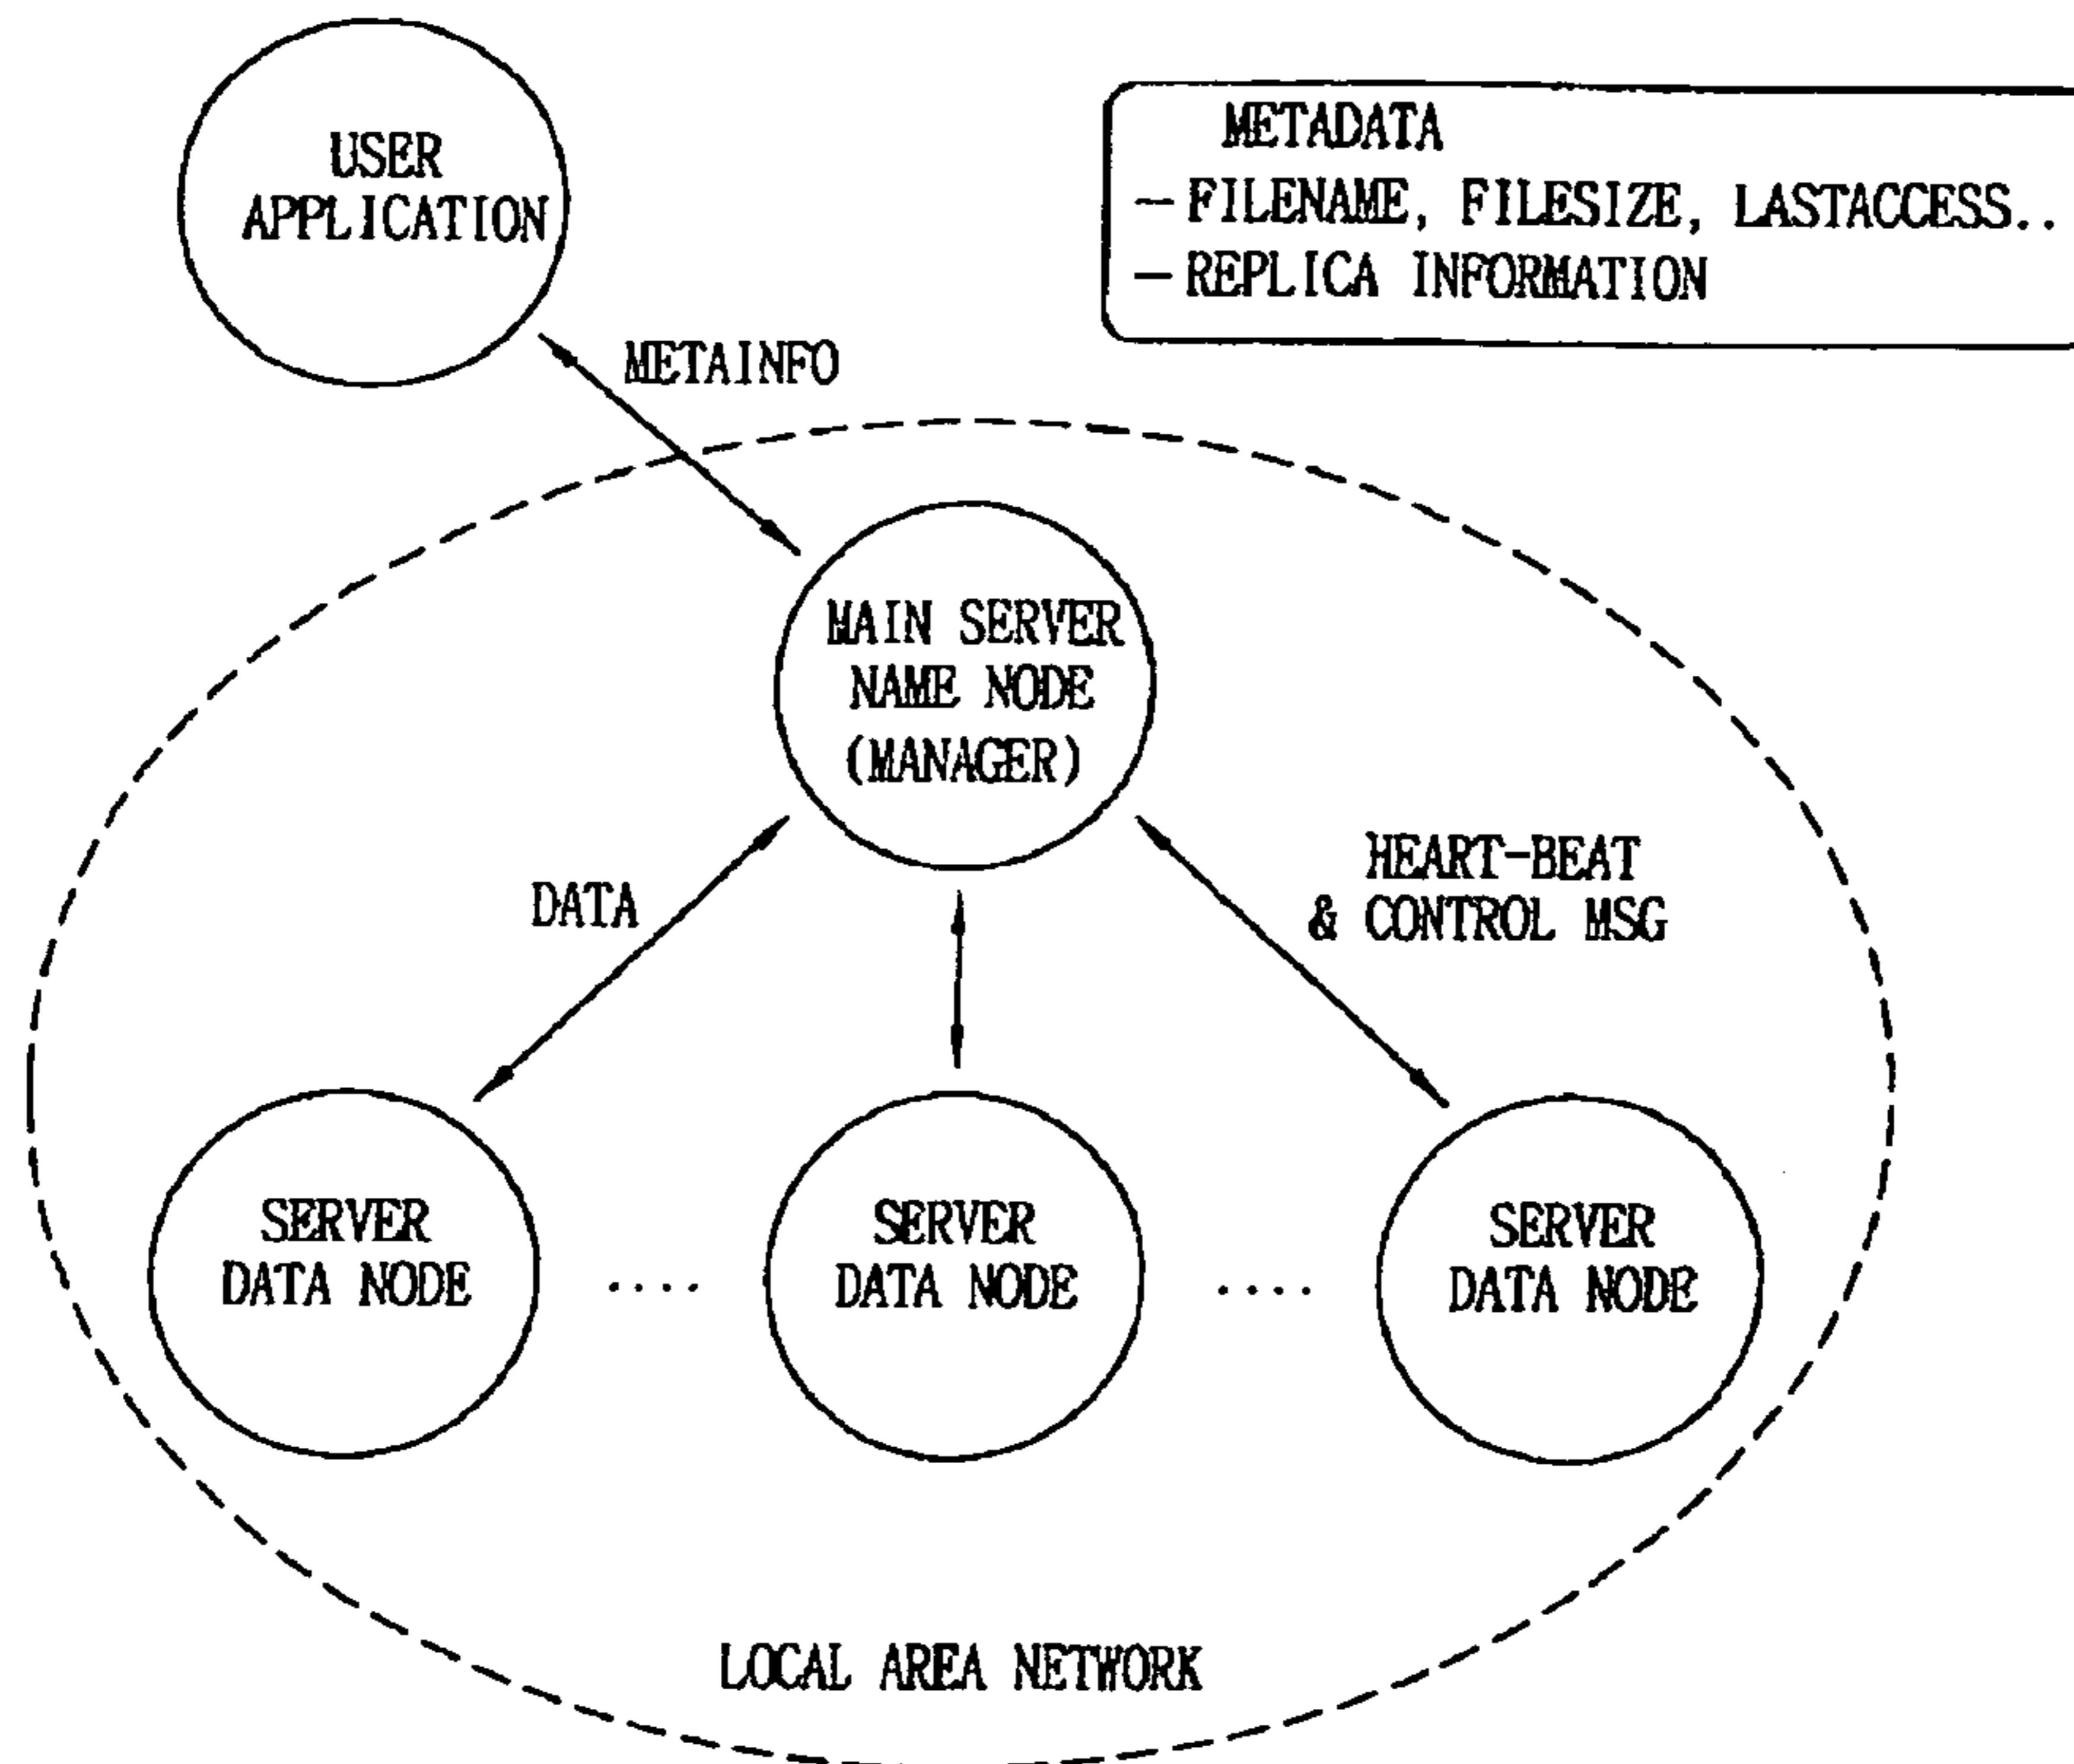 USER
APPLICATION
METADATA
— FILENAME, FILESIZE, LASTACCESS..
— REPLICA INFORMATION
METAINFO
MAIN SERVER
NAME NODE
(MANAGER)
DATA
HEART-BEAT
& CONTROL MSG
SERVER
DATA NODE
....
SERVER
DATA NODE
....
SERVER
DATA NODE
LOCAL AREA NETWORK